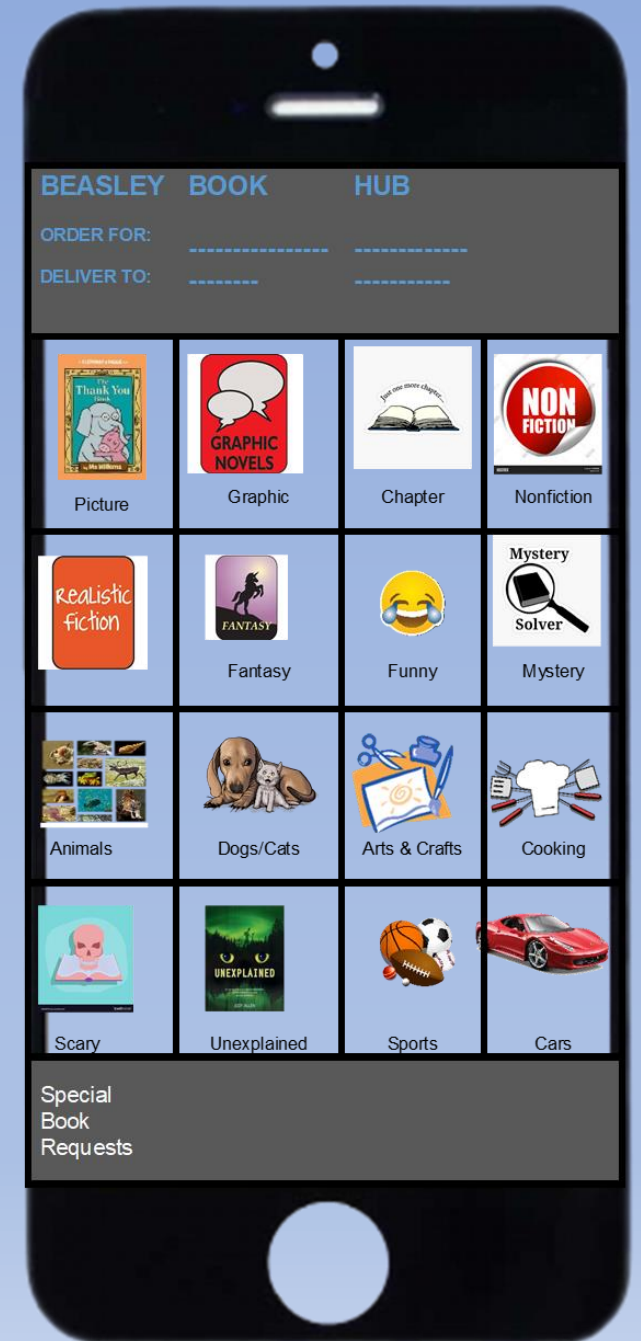 BEASLEY BOOK HUB
ORDER FOR: ---------------- -------------
DELIVER TO: -------- -----------
The
Thank You
Book
by Mo Willems
Picture
GRAPHIC
NOVELS
Graphic
Just one more chapter...
Chapter
NON
FICTION
Nonfiction
Realistic
fiction
FANTASY
Fantasy
Funny
Mystery
Solver
Mystery
Animals
Dogs/Cats
Arts & Crafts
Cooking
Scary
UNEXPLAINED
Unexplained
Sports
Cars
Special
Book
Requests